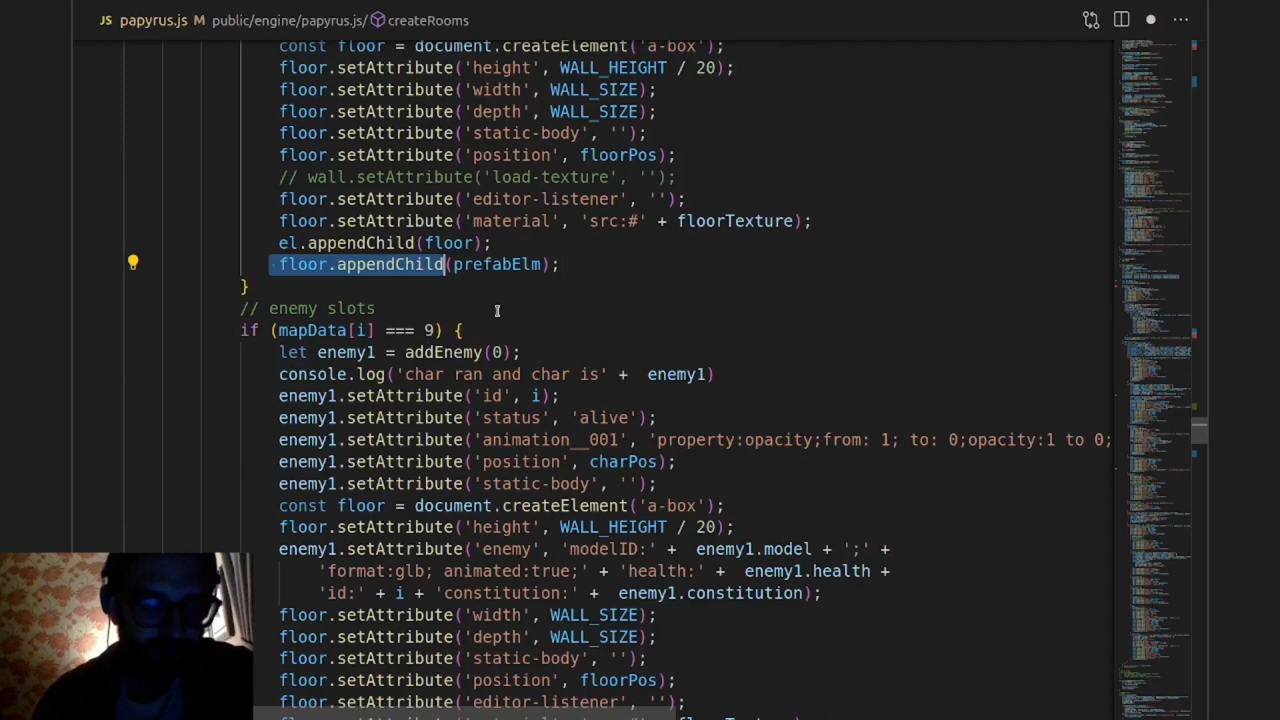 JS papyrus.js M public/engine/papyrus.js/ createRooms
const floor = document.createElement('a-box');
floor.setAttribute('height', WALL_HEIGHT / 20);
floor.setAttribute('width', WALL_SIZE);
floor.setAttribute('depth', WALL_SIZE);
floor.setAttribute('static-body', '');
floor.setAttribute('position', floorPos);
// wall.setAttribute('load-texture', '');
floor.setAttribute('editor-listener', '');
floor.setAttribute('material', 'src:#' + floorTexture);
el.appendChild(floor);
floor.appendChild(prefabElm);
}
// enemy slots
if (mapData[i] === 9) {
let enemy1 = addEnemy(0);
console.log('char ran and char is' + enemy1)
enemy1.setAttribute('id', i);
enemy1.setAttribute('status', 'alive');
enemy1.setAttribute('animation__001', 'property:opacity;from: 1; to: 0;opacity:1 to 0;
enemy1.setAttribute('position', charPos);
enemy1.setAttribute('static-body', '');
const floor = document.createElement('a-box');
floor.setAttribute('height', WALL_HEIGHT / 20);
enemy1.setAttribute('enemy', 'modelID:' + enemy1.model + ';' +
'format:glb; animated:true;' + 'health:' + enemy1.health +
'id:' + i + 'constitution:' + enemy1.constitution);
floor.setAttribute('width', WALL_SIZE);
floor.setAttribute('depth', WALL_SIZE);
floor.setAttribute('static-body', '');
floor.setAttribute('position', floorPos);
floor.setAttribute('editor-listener', '');